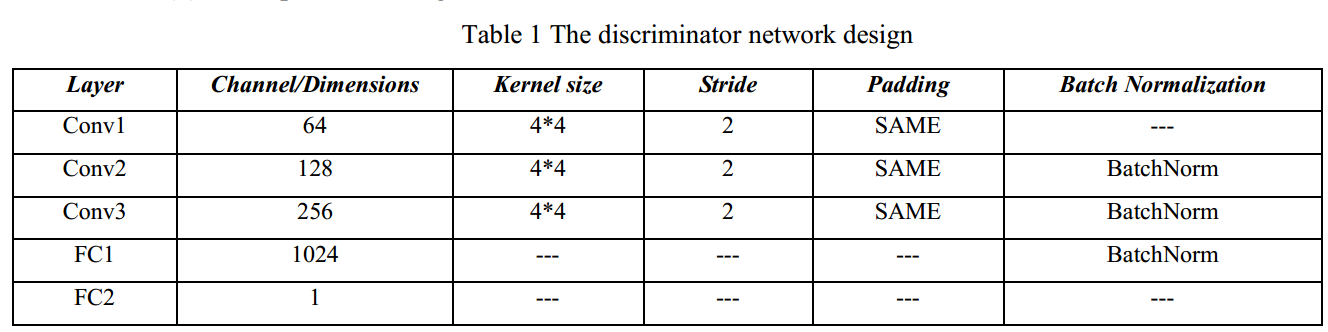 Table 1 The discriminator network design
Layer Channel/Dimensions Kernel size Stride Padding Batch Normalization
Conv1 64 4*4 2 SAME ---
Conv2 128 4*4 2 SAME BatchNorm
Conv3 256 4*4 2 SAME BatchNorm
FC1 1024 --- --- --- BatchNorm
FC2 1 --- --- --- ---